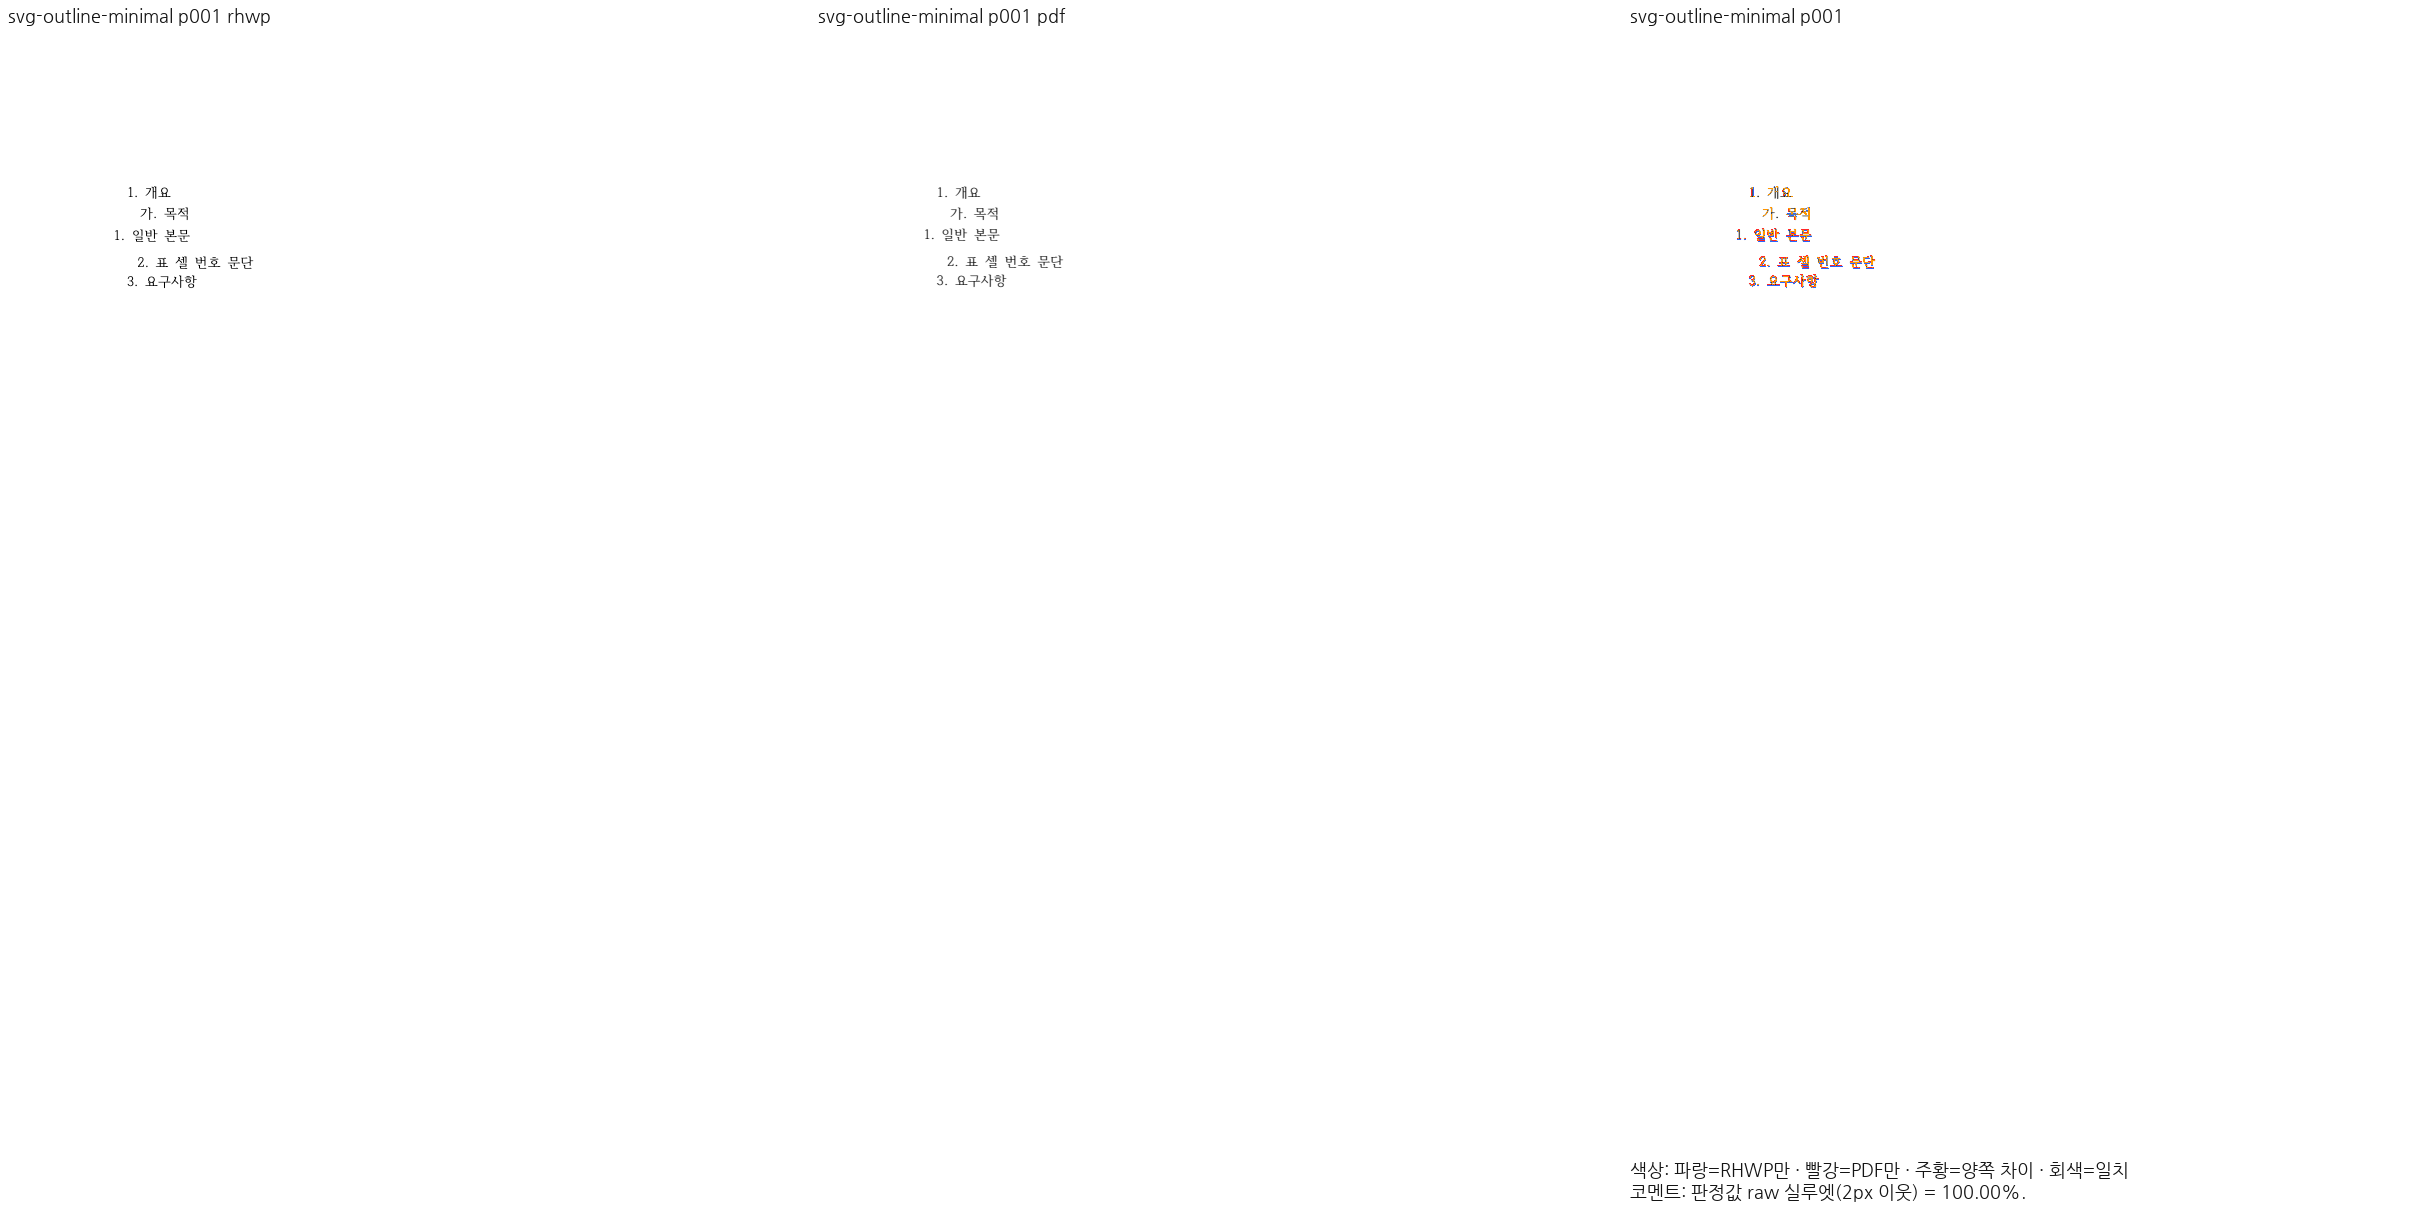 svg-outline-minimal p001 rhwp
1. 개요
가. 목적
1. 일반 본문
2. 표 셀 번호 문단
3. 요구사항
svg-outline-minimal p001 pdf
1. 개요
가. 목적
1. 일반 본문
2. 표 셀 번호 문단
3. 요구사항
svg-outline-minimal p001
1. 개요
가. 목적
1. 일반 본문
2. 표 셀 번호 문단
3. 요구사항
색상: 파랑=RHWP만 · 빨강=PDF만 · 주황=양쪽 차이 · 회색=일치
코멘트: 판정값 raw 실루엣(2px 이웃) = 100.00%.